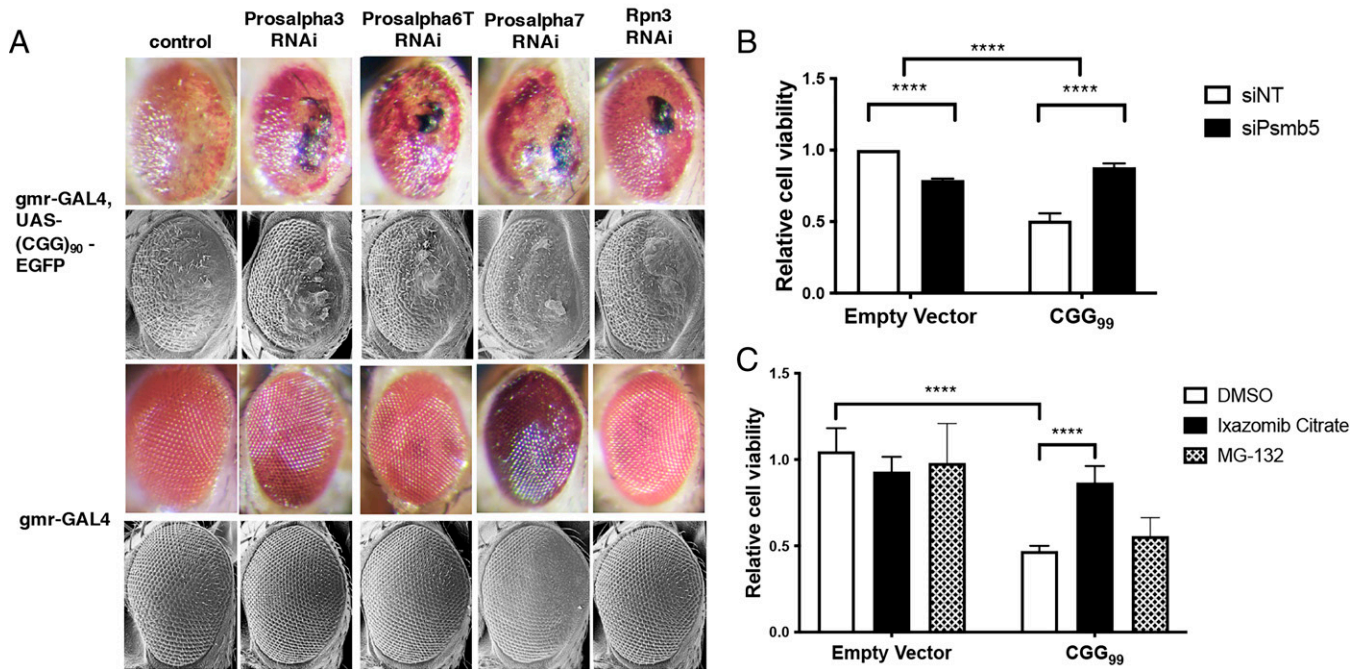 A
control
Prosalpha3
RNAi
Prosalpha6T
RNAi
Prosalpha7
RNAi
Rpn3
RNAi
gmr-GAL4,
UAS-
(CGG)₉₀ -
EGFP
gmr-GAL4
B
Relative cell viability
1.5
1.0
0.5
0.0
****
****
****
Empty Vector
CGG₉₉
siNT
siPsmb5
C
Relative cell viability
1.5
1.0
0.5
0.0
****
****
Empty Vector
CGG₉₉
DMSO
Ixazomib Citrate
MG-132